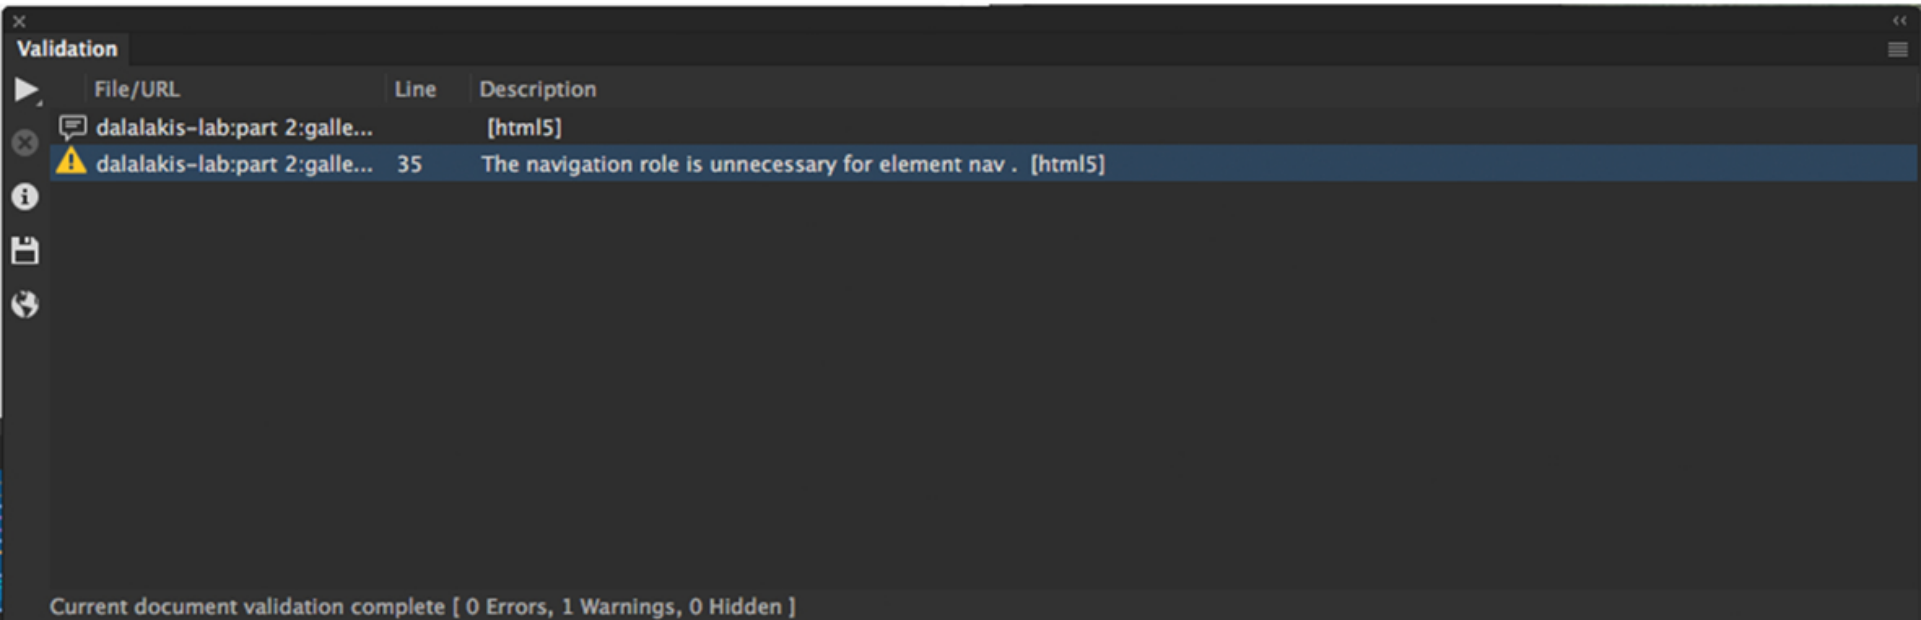 Validation
File/URL Line Description
dalalakis-lab:part 2:galle... [html5]
dalalakis-lab:part 2:galle... 35 The navigation role is unnecessary for element nav . [html5]
Current document validation complete [ 0 Errors, 1 Warnings, 0 Hidden ]